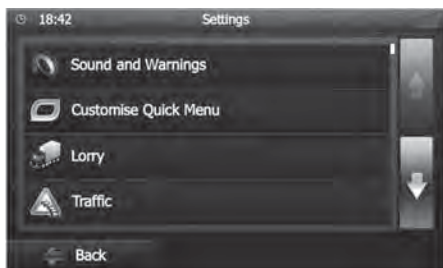 18:42 Settings
Sound and Warnings
Customise Quick Menu
Lorry
Traffic
Back